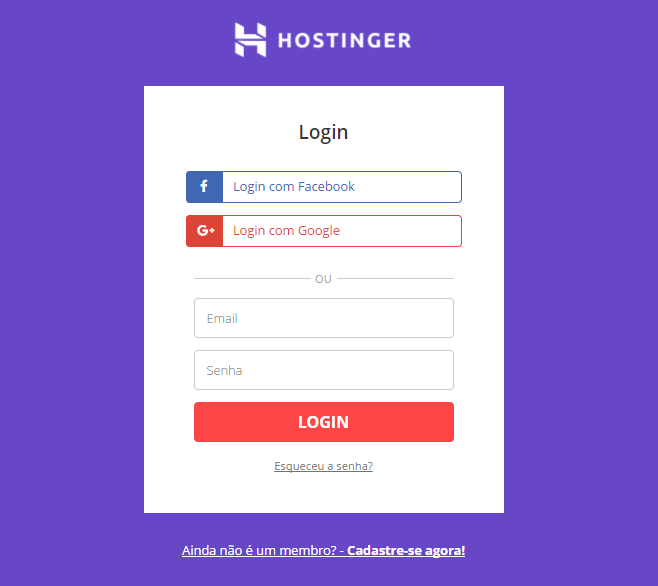 HOSTINGER
Login
Login com Facebook
G+ Login com Google
OU
Email
Senha
LOGIN
Esqueceu a senha?
Ainda não é um membro? - Cadastre-se agora!